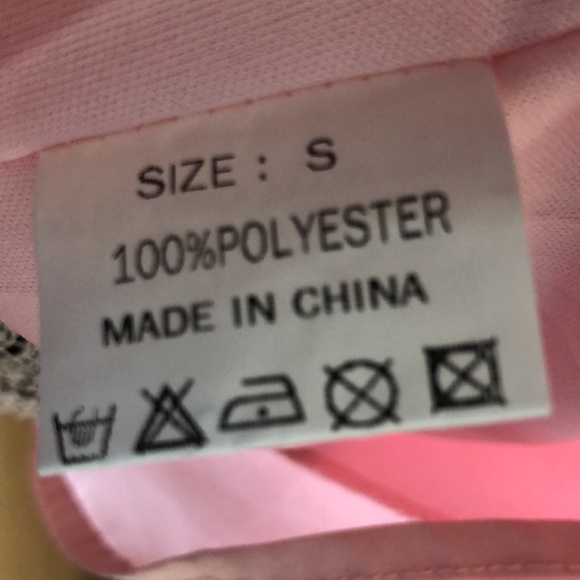 SIZE : S
100%POLYESTER
MADE IN CHINA